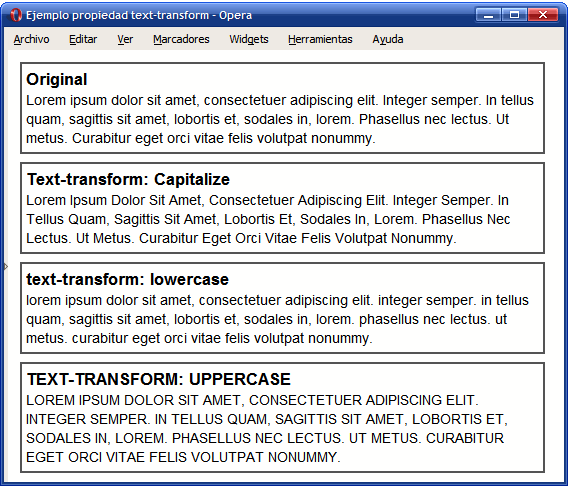 Ejemplo propiedad text-transform - Opera
Archivo Editar Ver Marcadores Widgets Herramientas Ayuda
Original
Lorem ipsum dolor sit amet, consectetuer adipiscing elit. Integer semper. In tellus
quam, sagittis sit amet, lobortis et, sodales in, lorem. Phasellus nec lectus. Ut
metus. Curabitur eget orci vitae felis volutpat nonummy.
Text-transform: Capitalize
Lorem Ipsum Dolor Sit Amet, Consectetuer Adipiscing Elit. Integer Semper. In
Tellus Quam, Sagittis Sit Amet, Lobortis Et, Sodales In, Lorem. Phasellus Nec
Lectus. Ut Metus. Curabitur Eget Orci Vitae Felis Volutpat Nonummy.
text-transform: lowercase
lorem ipsum dolor sit amet, consectetuer adipiscing elit. integer semper. in tellus
quam, sagittis sit amet, lobortis et, sodales in, lorem. phasellus nec lectus. ut
metus. curabitur eget orci vitae felis volutpat nonummy.
TEXT-TRANSFORM: UPPERCASE
LOREM IPSUM DOLOR SIT AMET, CONSECTETUER ADIPISCING ELIT.
INTEGER SEMPER. IN TELLUS QUAM, SAGITTIS SIT AMET, LOBORTIS ET,
SODALES IN, LOREM. PHASELLUS NEC LECTUS. UT METUS. CURABITUR
EGET ORCI VITAE FELIS VOLUTPAT NONUMMY.